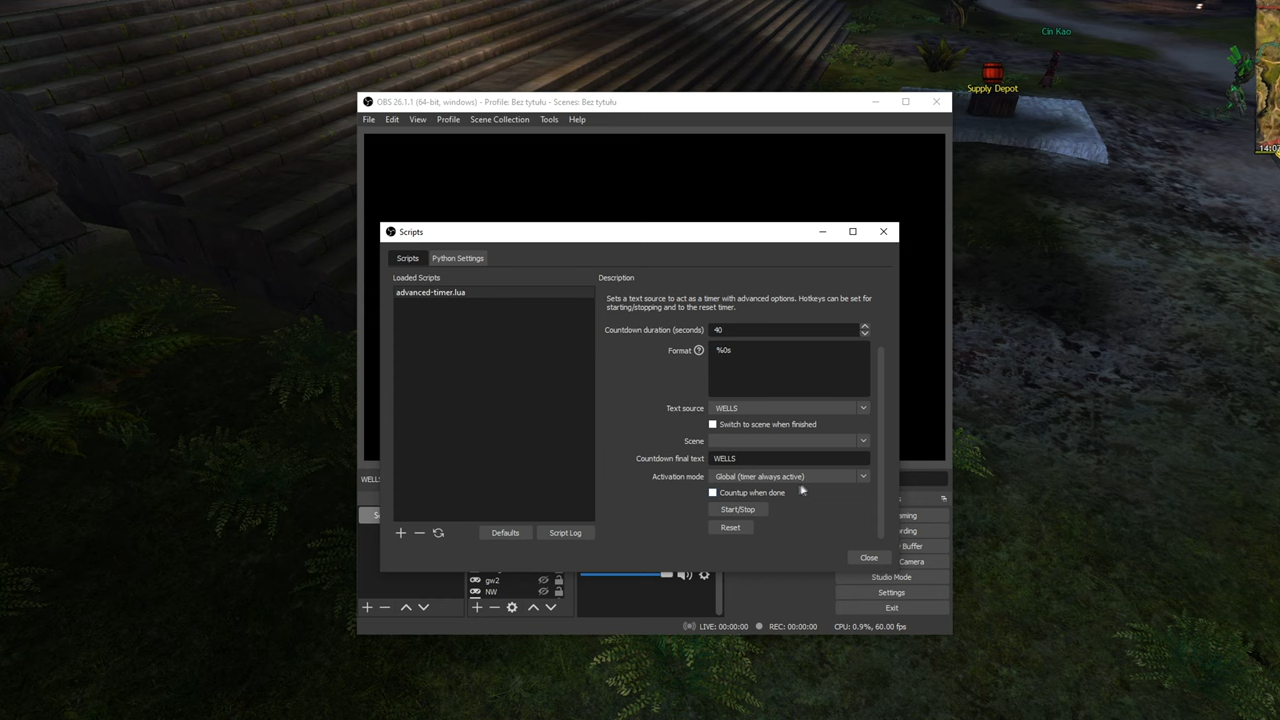 Cin Kao
Supply Depot
14:07
OBS 26.1.1 (64-bit, windows) - Profile: Bez tytułu - Scenes: Bez tytułu
File Edit View Profile Scene Collection Tools Help
Scripts
Scripts Python Settings
Loaded Scripts
advanced-timer.lua
Description
Sets a text source to act as a timer with advanced options. Hotkeys can be set for
starting/stopping and to the reset timer.
Countdown duration (seconds) 40
Format ? %0s
Text source WELLS
Switch to scene when finished
Scene
Countdown final text WELLS
Activation mode Global (timer always active)
Countup when done
Start/Stop
Reset
Defaults Script Log
Close
WELLS
Buffer
Camera
Studio Mode
Settings
Exit
gw2
NW
LIVE: 00:00:00 REC: 00:00:00 CPU: 0.9%, 60.00 fps